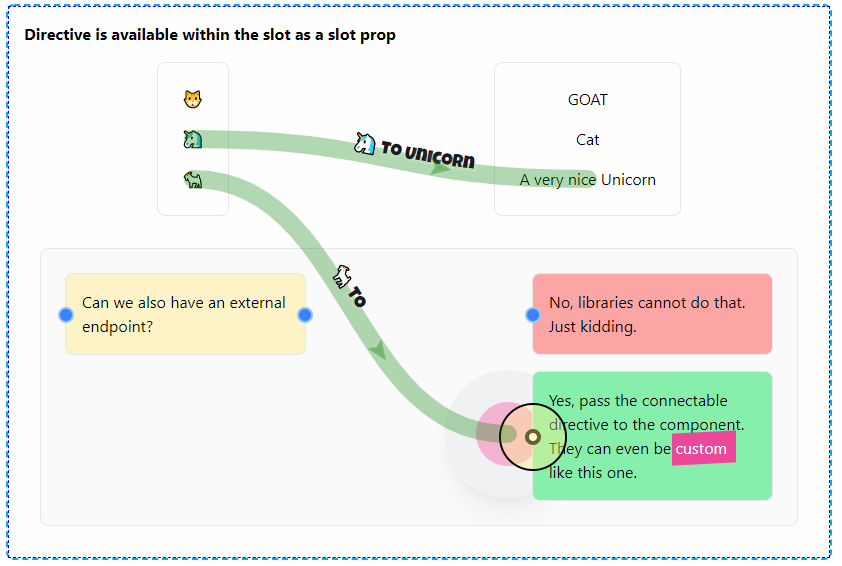 Directive is available within the slot as a slot prop
🐱
🦄
🐐
🦄 TO UNICORN
GOAT
Cat
A very nice Unicorn
🐐 TO
Can we also have an external
endpoint?
No, libraries cannot do that.
Just kidding.
Yes, pass the connectable
directive to the component.
They can even be custom
like this one.